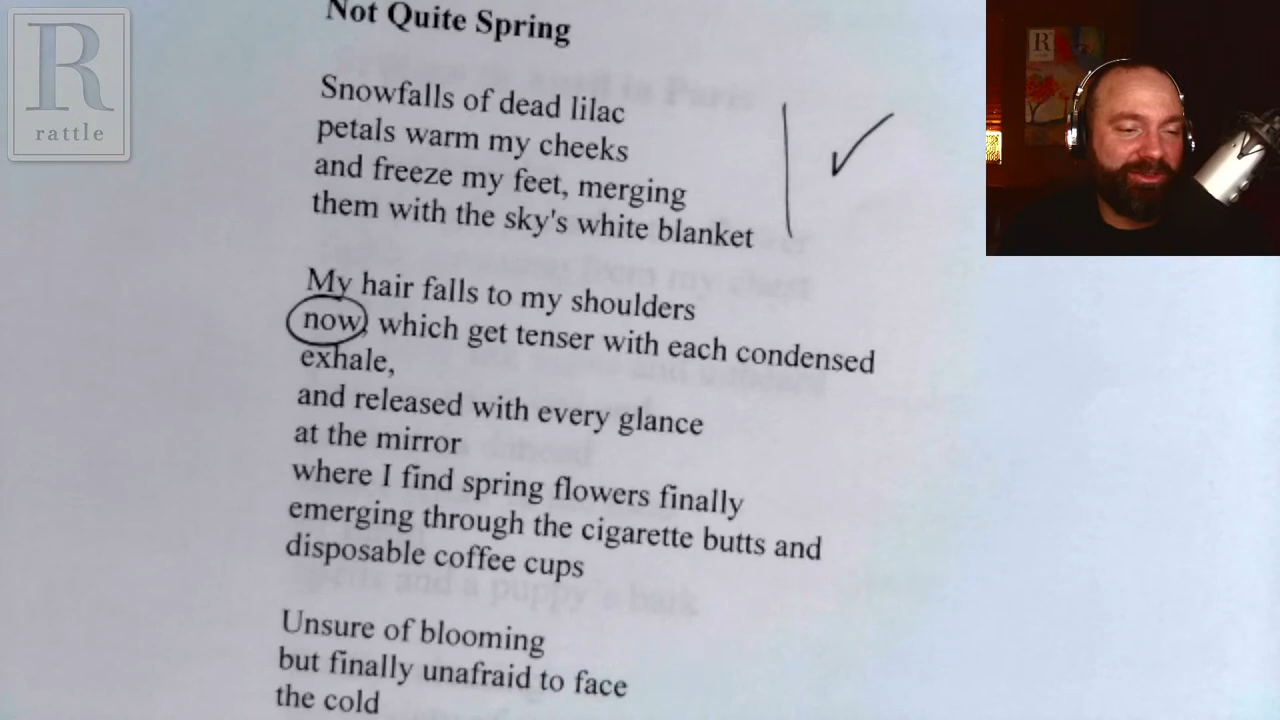 R
rattle
Not Quite Spring
Snowfalls of dead lilac
petals warm my cheeks
and freeze my feet, merging
them with the sky's white blanket
My hair falls to my shoulders
now, which get tenser with each condensed
exhale,
and released with every glance
at the mirror
where I find spring flowers finally
emerging through the cigarette butts and
disposable coffee cups
Unsure of blooming
but finally unafraid to face
the cold
R